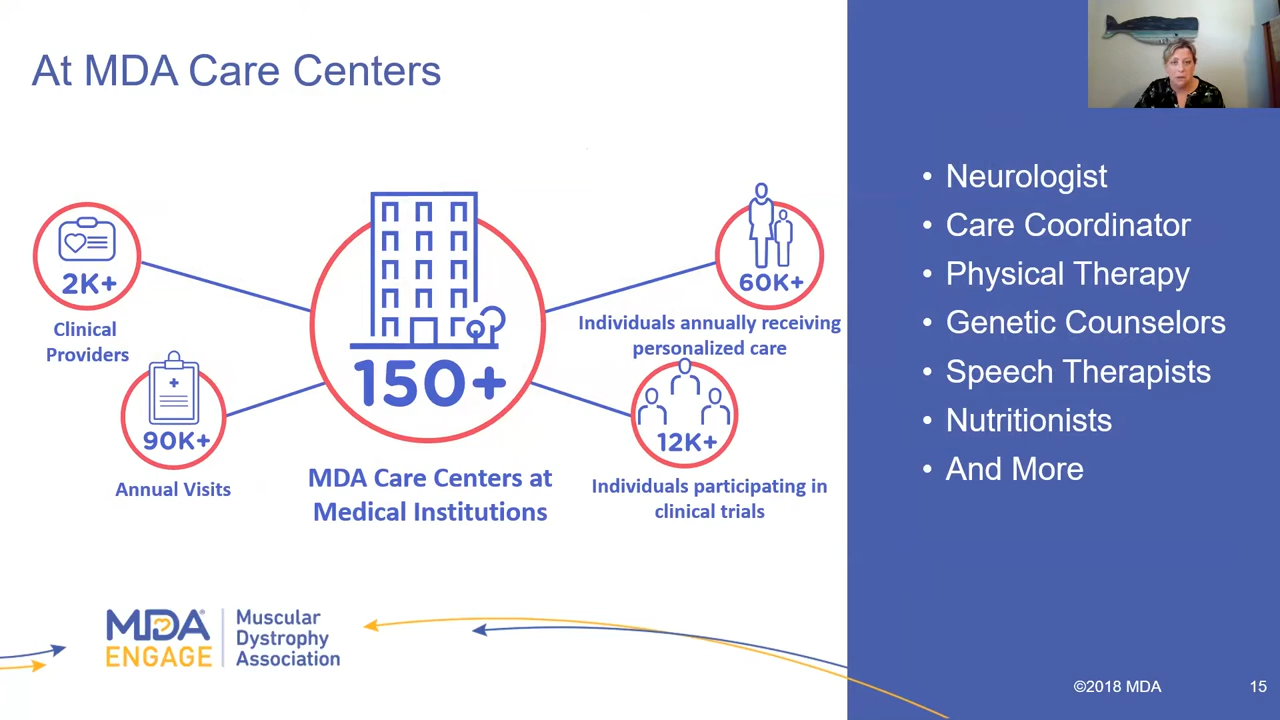 At MDA Care Centers
2K+
Clinical
Providers
90K+
Annual Visits
150+
MDA Care Centers at
Medical Institutions
60K+
Individuals annually receiving
personalized care
12K+
Individuals participating in
clinical trials
• Neurologist
• Care Coordinator
• Physical Therapy
• Genetic Counselors
• Speech Therapists
• Nutritionists
• And More
MDA®
ENGAGE
Muscular
Dystrophy
Association
©2018 MDA
15